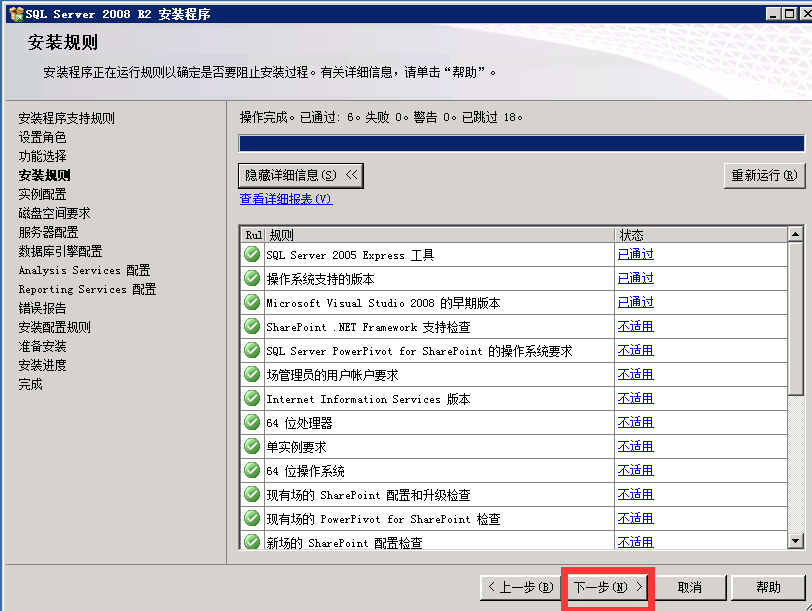 SQL Server 2008 R2 安装程序
安装规则
安装程序正在运行规则以确定是否要阻止安装过程。有关详细信息，请单击“帮助”。
安装程序支持规则
设置角色
功能选择
安装规则
实例配置
磁盘空间要求
服务器配置
数据库引擎配置
Analysis Services 配置
Reporting Services 配置
错误报告
安装配置规则
准备安装
安装进度
完成
操作完成。已通过: 6。失败 0。警告 0。已跳过 18。
隐藏详细信息(S) <<
重新运行(R)
查看详细报表(V)
Rul 规则 状态
SQL Server 2005 Express 工具 已通过
操作系统支持的版本 已通过
Microsoft Visual Studio 2008 的早期版本 已通过
SharePoint .NET Framework 支持检查 不适用
SQL Server PowerPivot for SharePoint 的操作系统要求 不适用
场管理员的用户帐户要求 不适用
Internet Information Services 版本 不适用
64 位处理器 不适用
单实例要求 不适用
64 位操作系统 不适用
现有场的 SharePoint 配置和升级检查 不适用
现有场的 PowerPivot for SharePoint 检查 不适用
新场的 SharePoint 配置检查 不适用
< 上一步(B) 下一步(N) > 取消 帮助